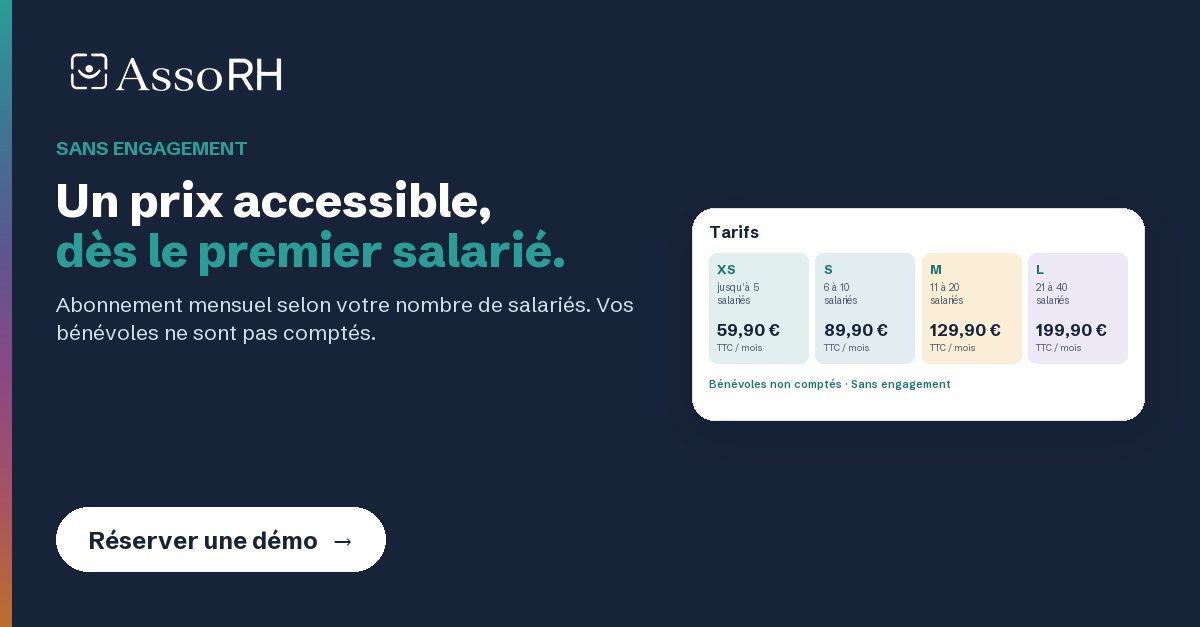 AssoRH
SANS ENGAGEMENT
Un prix accessible,
dès le premier salarié.
Abonnement mensuel selon votre nombre de salariés. Vos
bénévoles ne sont pas comptés.
Réserver une démo →
Tarifs
XS
jusqu'à 5
salariés
59,90 €
TTC / mois
S
6 à 10
salariés
89,90 €
TTC / mois
M
11 à 20
salariés
129,90 €
TTC / mois
L
21 à 40
salariés
199,90 €
TTC / mois
Bénévoles non comptés · Sans engagement